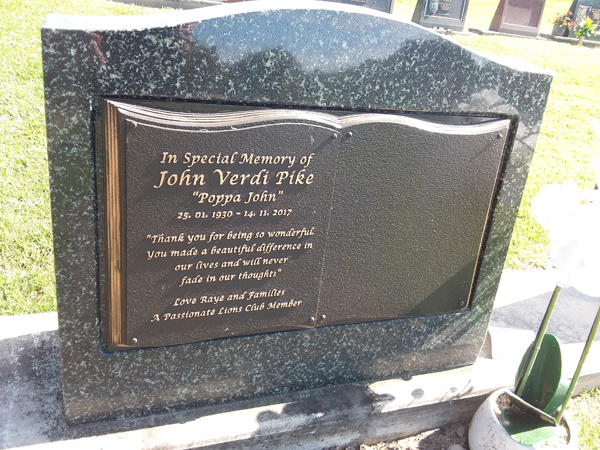 In Special Memory of
John Verdi Pike
"Poppa John"
25. 01. 1930 - 14. 11. 2017
"Thank you for being so wonderful.
You made a beautiful difference in
our lives and will never
fade in our thoughts"
Love Raye and Families
A Passionate Lions Club Member